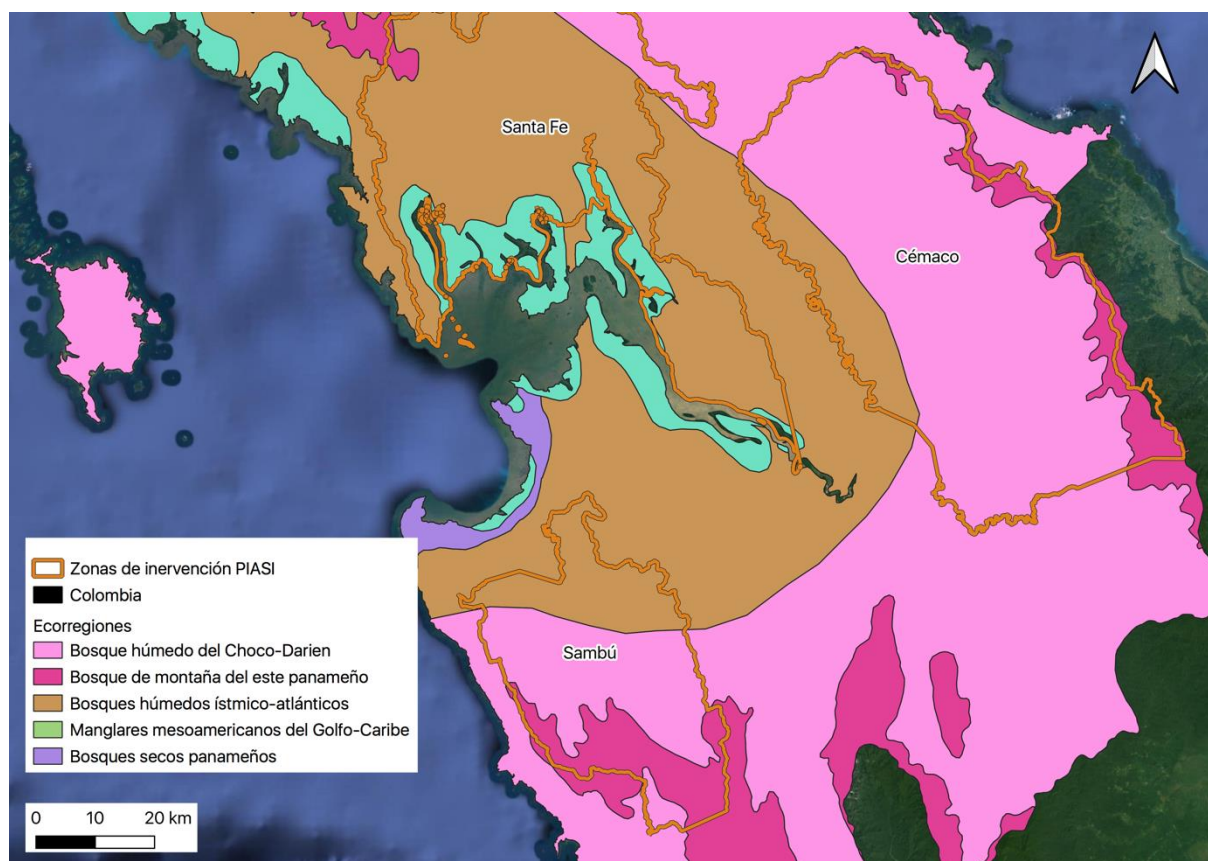 Santa Fe
Cémaco
Sambú
Zonas de inervención PIASI
Colombia
Ecorregiones
Bosque húmedo del Choco-Darien
Bosque de montaña del este panameño
Bosques húmedos ístmico-atlánticos
Manglares mesoamericanos del Golfo-Caribe
Bosques secos panameños
0 10 20 km